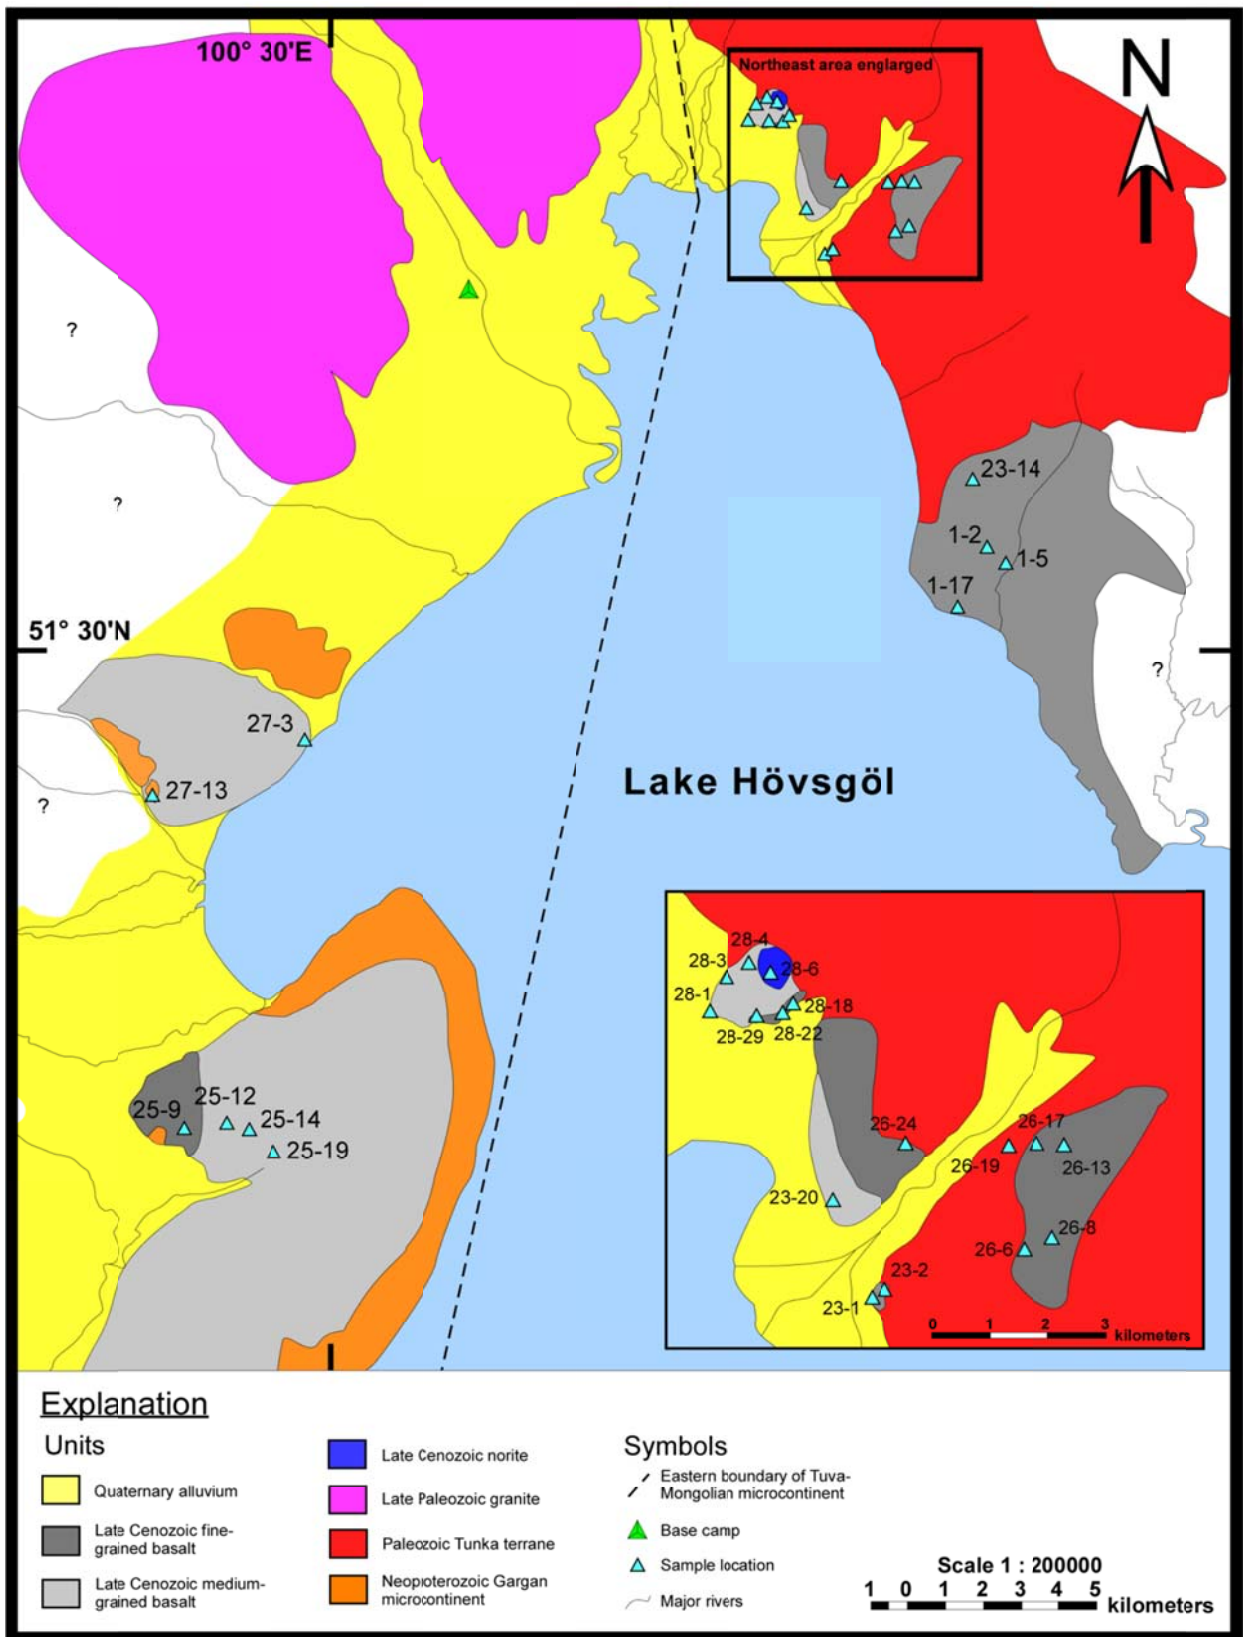 100° 30'E
Northeast area englarged
N
?
?
23-14
1-2
1-5
1-17
51° 30'N
?
27-3
Lake Hövsgöl
27-13
?
28-4
28-3
28-6
28-1
28-18
28-29
28-22
25-12
25-9
25-14
25-19
26-24
26-17
26-19
26-13
23-20
26-8
26-6
23-2
23-1
0 1 2 3
kilometers
Explanation
Units
Quaternary alluvium
Late Cenozoic fine-
grained basalt
Late Cenozoic medium-
grained basalt
Late Cenozoic norite
Late Paleozoic granite
Paleozoic Tunka terrane
Neopioterozoic Gargan
microcontinent
Symbols
Eastern boundary of Tuva-
Mongolian microcontinent
Base camp
Sample location
Major rivers
Scale 1 : 200000
1 0 1 2 3 4 5
kilometers